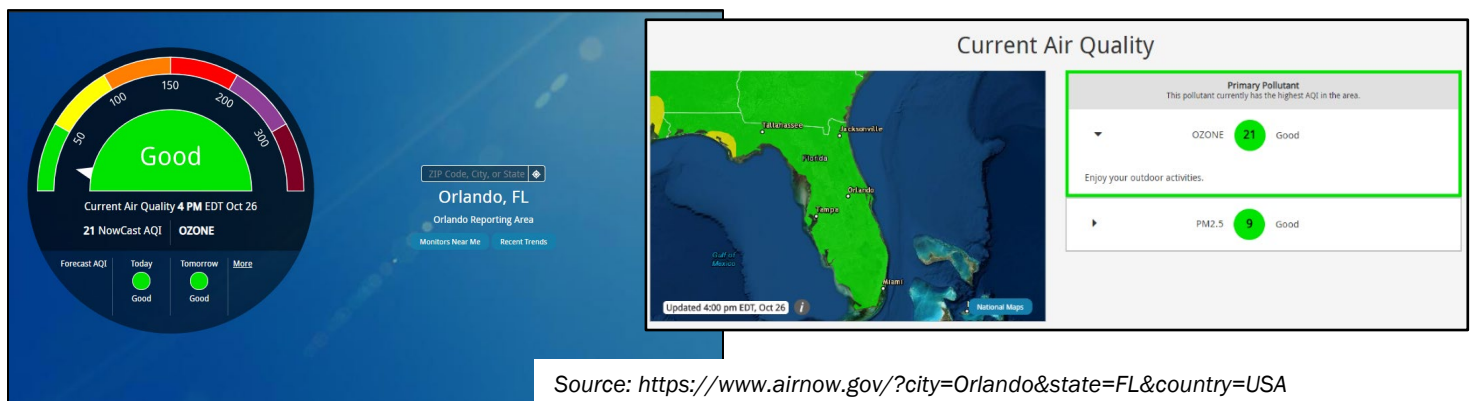 50
100
150
200
300
Good
Current Air Quality 4 PM EDT Oct 26
21 NowCast AQI OZONE
Forecast AQI Today Tomorrow More
Good Good
ZIP Code, City, or State
Orlando, FL
Orlando Reporting Area
Monitors Near Me Recent Trends
Current Air Quality
Tallahassee
Jacksonville
Florida
Orlando
Tampa
Gulf of
Mexico
Miami
Updated 4:00 pm EDT, Oct 26 i
National Maps
Primary Pollutant
This pollutant currently has the highest AQI in the area.
OZONE 21 Good
Enjoy your outdoor activities.
PM2.5 9 Good
Source: https://www.airnow.gov/?city=Orlando&state=FL&country=USA